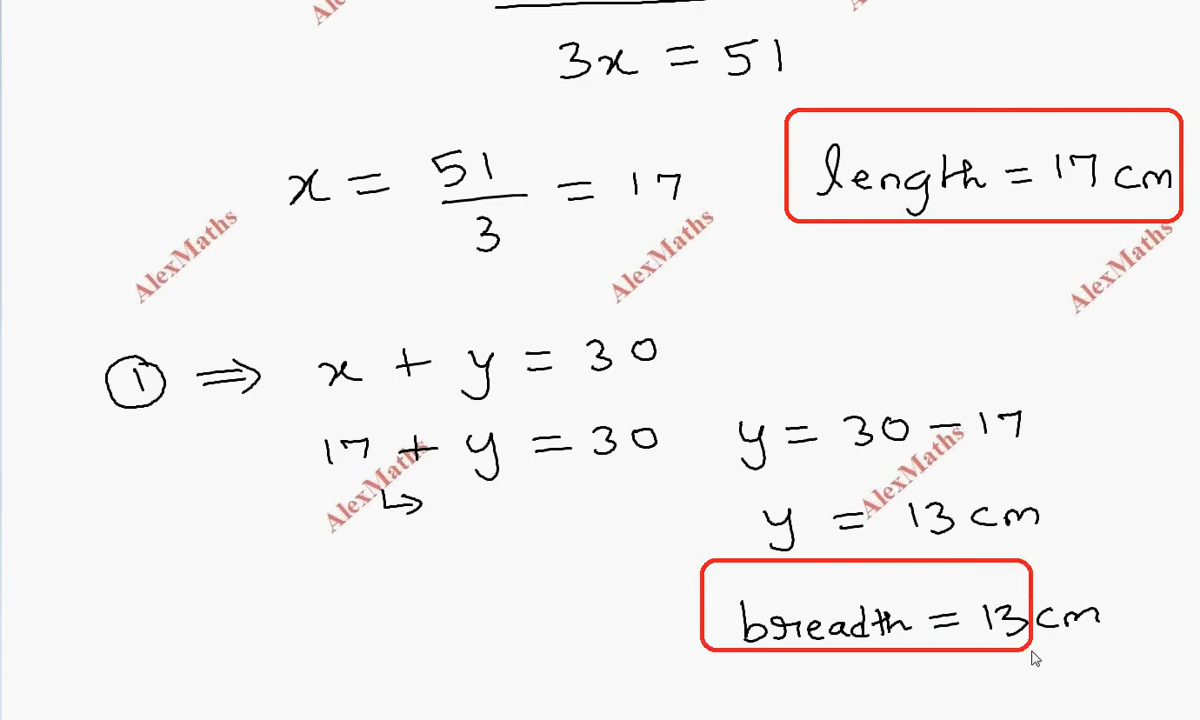 3x = 51
x = 51/3 = 17
length = 17 cm
AlexMaths AlexMaths AlexMaths
① ⇒ x + y = 30
17 + y = 30 y = 30 - 17
AlexMaths AlexMaths
y = 13 cm
breadth = 13 cm